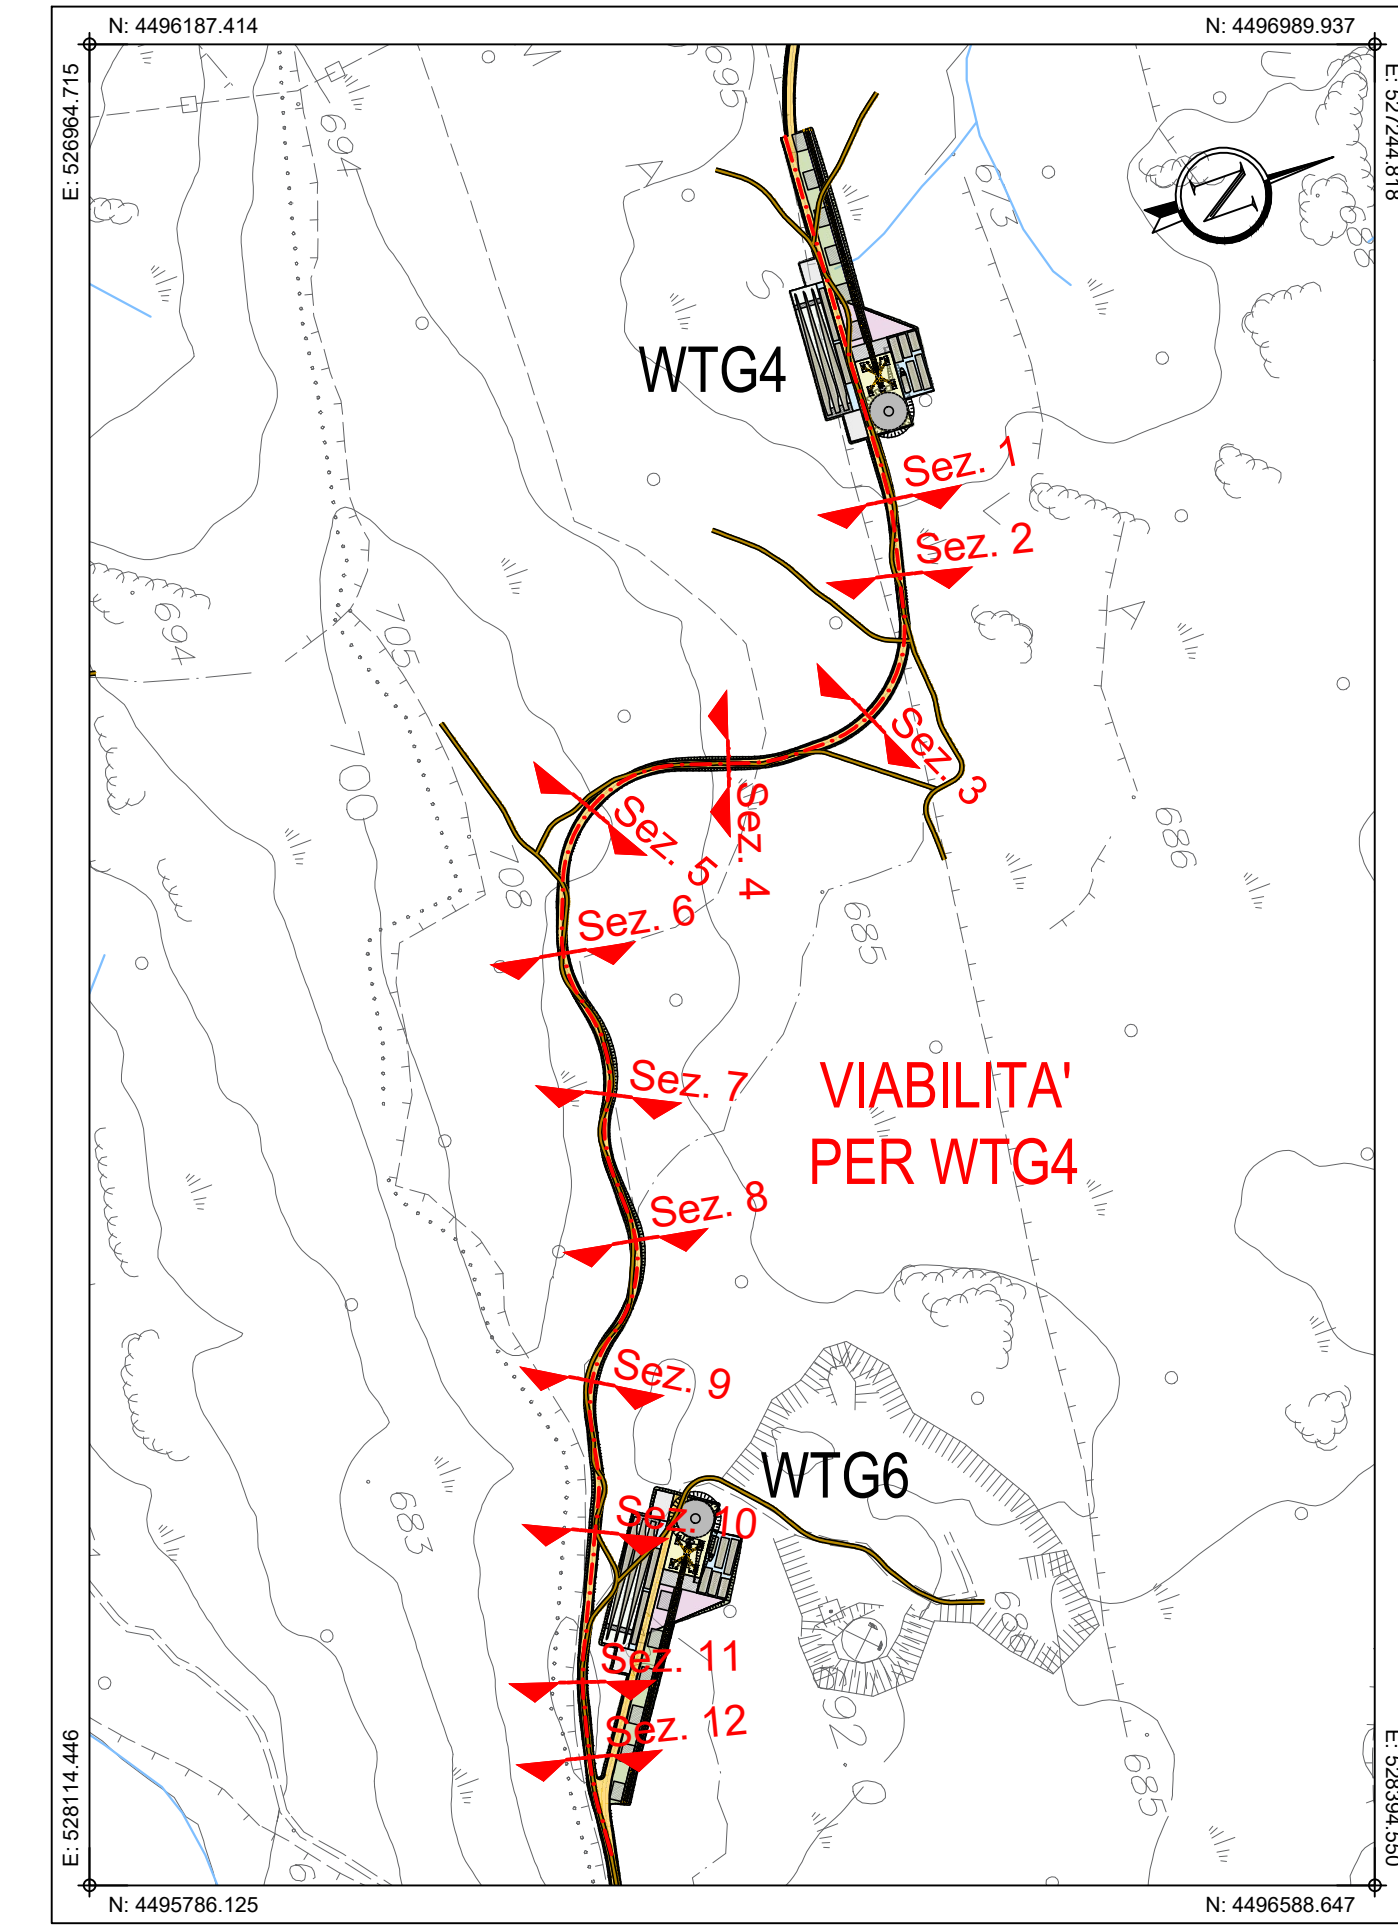 N: 4496187.414
N: 4496989.937
E: 526964.715
E: 527244.818
695
694
A
673
N
S
WTG4
Sez. 1
Sez. 2
A
694
705
700
Sez. 3
Sez. 4
Sez. 5
686
708
Sez. 6
685
VIABILITA'
PER WTG4
Sez. 7
Sez. 8
Sez. 9
WTG6
683
Sez. 10
689
Sez. 11
Sez. 12
692
685
E: 528114.446
E: 528394.550
N: 4495786.125
N: 4496588.647